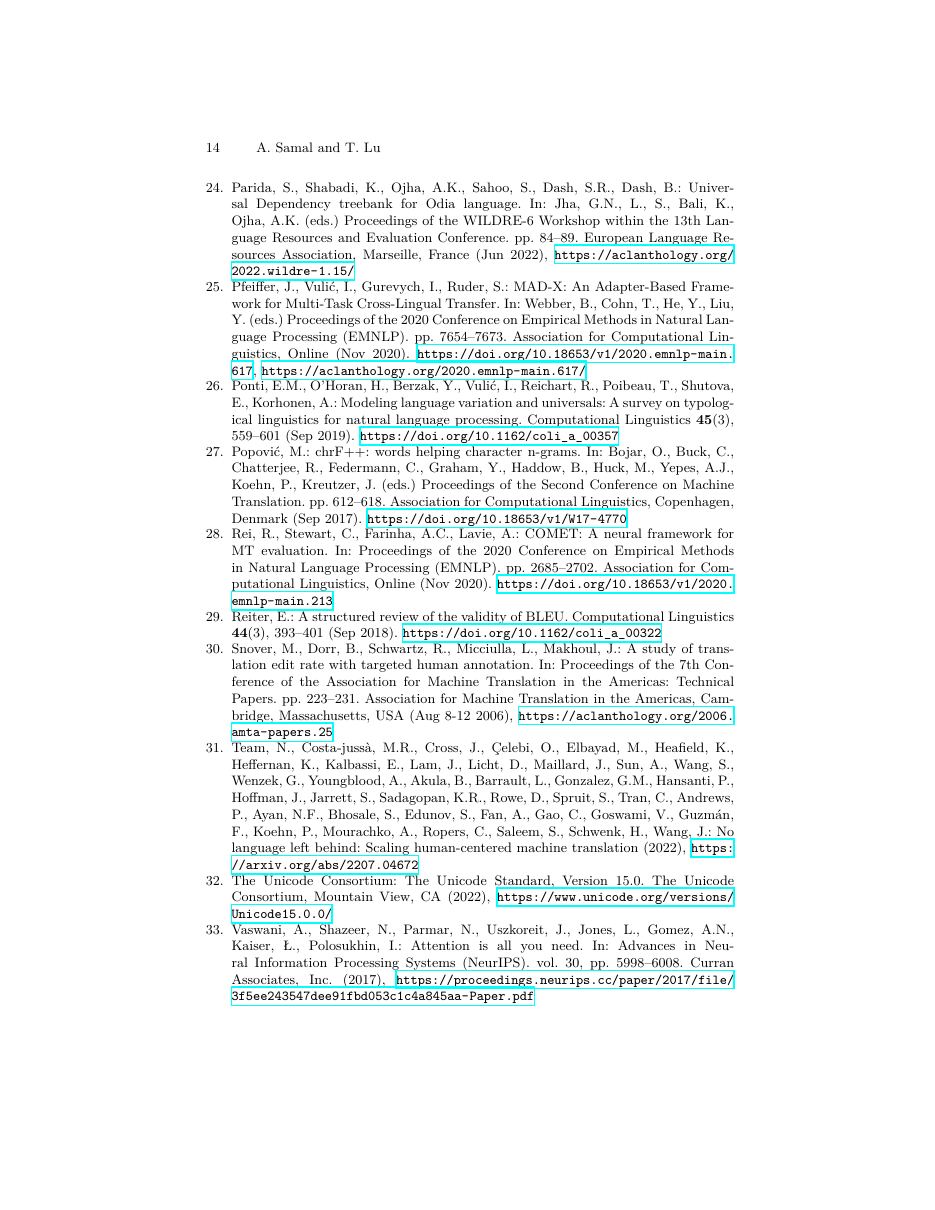 14 A. Samal and T. Lu
24. Parida, S., Shabadi, K., Ojha, A.K., Sahoo, S., Dash, S.R., Dash, B.: Univer-
sal Dependency treebank for Odia language. In: Jha, G.N., L., S., Bali, K.,
Ojha, A.K. (eds.) Proceedings of the WILDRE-6 Workshop within the 13th Lan-
guage Resources and Evaluation Conference. pp. 84–89. European Language Re-
sources Association, Marseille, France (Jun 2022), https://aclanthology.org/
2022.wildre-1.15/
25. Pfeiffer, J., Vulić, I., Gurevych, I., Ruder, S.: MAD-X: An Adapter-Based Frame-
work for Multi-Task Cross-Lingual Transfer. In: Webber, B., Cohn, T., He, Y., Liu,
Y. (eds.) Proceedings of the 2020 Conference on Empirical Methods in Natural Lan-
guage Processing (EMNLP). pp. 7654–7673. Association for Computational Lin-
guistics, Online (Nov 2020). https://doi.org/10.18653/v1/2020.emnlp-main.
617, https://aclanthology.org/2020.emnlp-main.617/
26. Ponti, E.M., O'Horan, H., Berzak, Y., Vulić, I., Reichart, R., Poibeau, T., Shutova,
E., Korhonen, A.: Modeling language variation and universals: A survey on typolog-
ical linguistics for natural language processing. Computational Linguistics 45(3),
559–601 (Sep 2019). https://doi.org/10.1162/coli_a_00357
27. Popović, M.: chrF++: words helping character n-grams. In: Bojar, O., Buck, C.,
Chatterjee, R., Federmann, C., Graham, Y., Haddow, B., Huck, M., Yepes, A.J.,
Koehn, P., Kreutzer, J. (eds.) Proceedings of the Second Conference on Machine
Translation. pp. 612–618. Association for Computational Linguistics, Copenhagen,
Denmark (Sep 2017). https://doi.org/10.18653/v1/W17-4770
28. Rei, R., Stewart, C., Farinha, A.C., Lavie, A.: COMET: A neural framework for
MT evaluation. In: Proceedings of the 2020 Conference on Empirical Methods
in Natural Language Processing (EMNLP). pp. 2685–2702. Association for Com-
putational Linguistics, Online (Nov 2020). https://doi.org/10.18653/v1/2020.
emnlp-main.213
29. Reiter, E.: A structured review of the validity of BLEU. Computational Linguistics
44(3), 393–401 (Sep 2018). https://doi.org/10.1162/coli_a_00322
30. Snover, M., Dorr, B., Schwartz, R., Micciulla, L., Makhoul, J.: A study of trans-
lation edit rate with targeted human annotation. In: Proceedings of the 7th Con-
ference of the Association for Machine Translation in the Americas: Technical
Papers. pp. 223–231. Association for Machine Translation in the Americas, Cam-
bridge, Massachusetts, USA (Aug 8-12 2006), https://aclanthology.org/2006.
amta-papers.25
31. Team, N., Costa-jussà, M.R., Cross, J., Çelebi, O., Elbayad, M., Heafield, K.,
Heffernan, K., Kalbassi, E., Lam, J., Licht, D., Maillard, J., Sun, A., Wang, S.,
Wenzek, G., Youngblood, A., Akula, B., Barrault, L., Gonzalez, G.M., Hansanti, P.,
Hoffman, J., Jarrett, S., Sadagopan, K.R., Rowe, D., Spruit, S., Tran, C., Andrews,
P., Ayan, N.F., Bhosale, S., Edunov, S., Fan, A., Gao, C., Goswami, V., Guzmán,
F., Koehn, P., Mourachko, A., Ropers, C., Saleem, S., Schwenk, H., Wang, J.: No
language left behind: Scaling human-centered machine translation (2022), https:
//arxiv.org/abs/2207.04672
32. The Unicode Consortium: The Unicode Standard, Version 15.0. The Unicode
Consortium, Mountain View, CA (2022), https://www.unicode.org/versions/
Unicode15.0.0/
33. Vaswani, A., Shazeer, N., Parmar, N., Uszkoreit, J., Jones, L., Gomez, A.N.,
Kaiser, Ł., Polosukhin, I.: Attention is all you need. In: Advances in Neu-
ral Information Processing Systems (NeurIPS). vol. 30, pp. 5998–6008. Curran
Associates, Inc. (2017), https://proceedings.neurips.cc/paper/2017/file/
3f5ee243547dee91fbd053c1c4a845aa-Paper.pdf